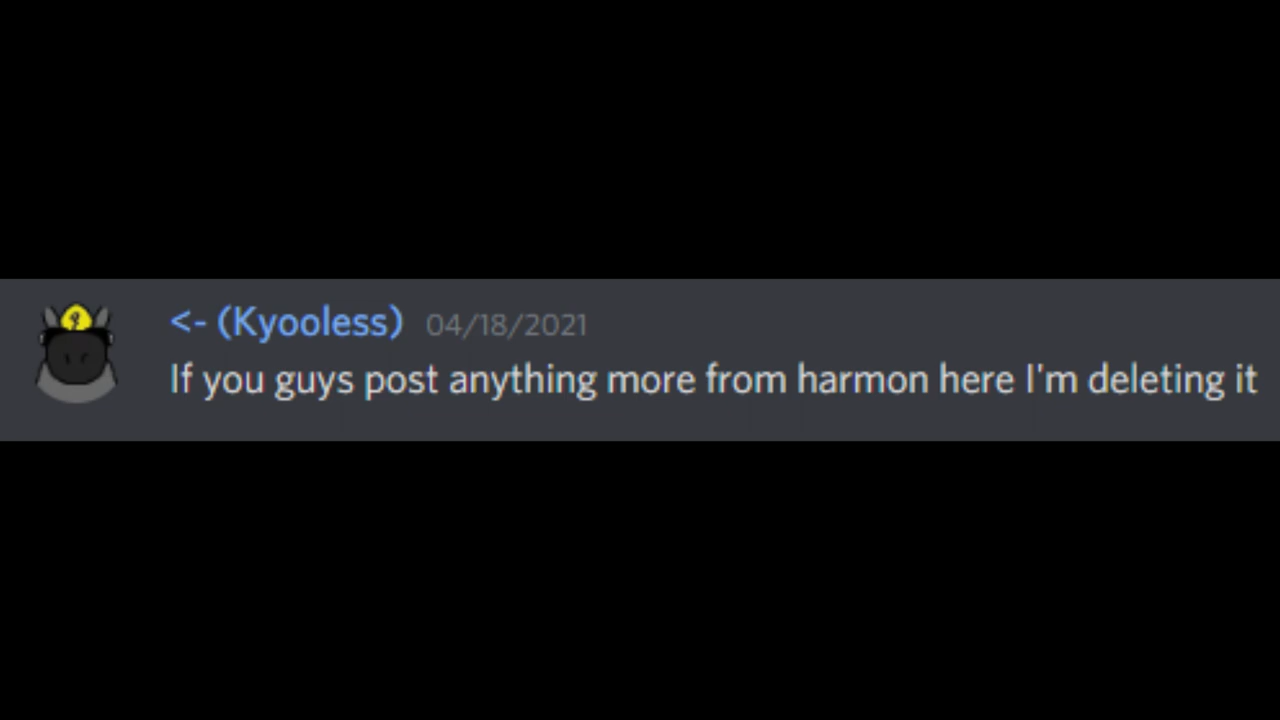 <- (Kyooless) 04/18/2021
If you guys post anything more from harmon here I'm deleting it